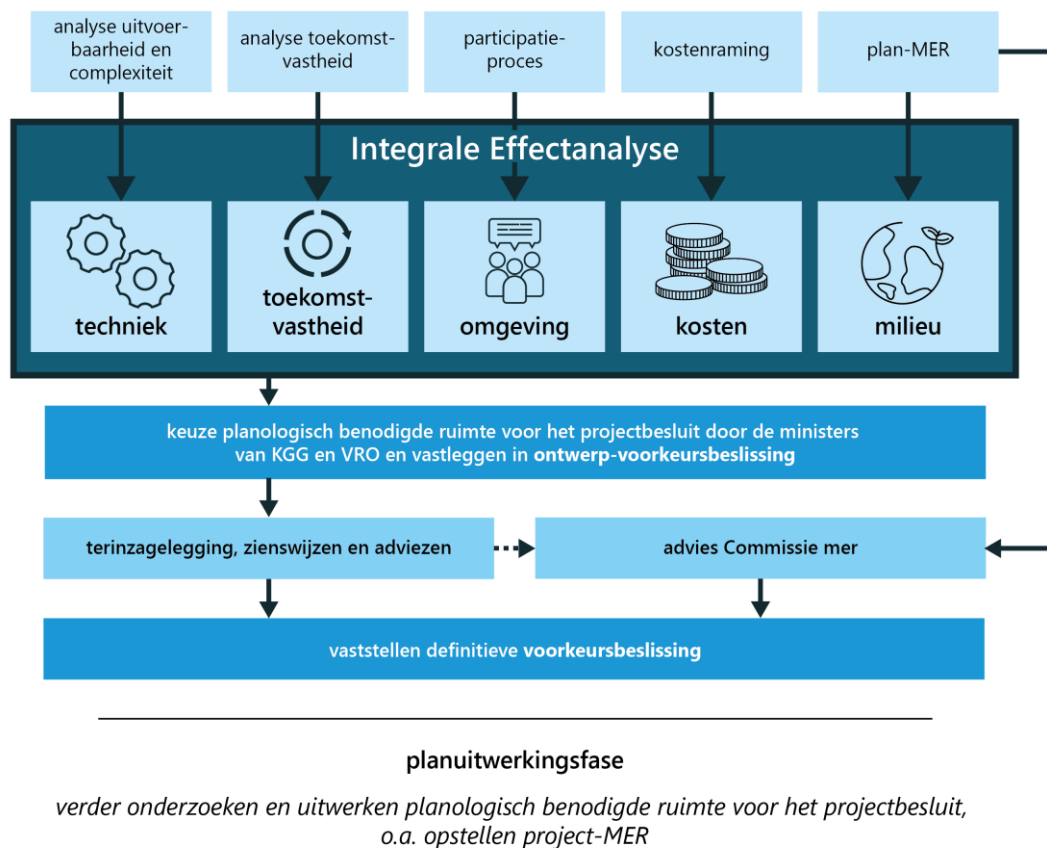 analyse uitvoer-
baarheid en
complexiteit
analyse toekomst-
vastheid
participatie-
proces
kostenraming
plan-MER
Integrale Effectanalyse
techniek
toekomst-
vastheid
omgeving
kosten
milieu
keuze planologisch benodigde ruimte voor het projectbesluit door de ministers
van KGG en VRO en vastleggen in ontwerp-voorkeursbeslissing
terinzagelegging, zienswijzen en adviezen
advies Commissie mer
vaststellen definitieve voorkeursbeslissing
planuitwerkingsfase
verder onderzoeken en uitwerken planologisch benodigde ruimte voor het projectbesluit,
o.a. opstellen project-MER